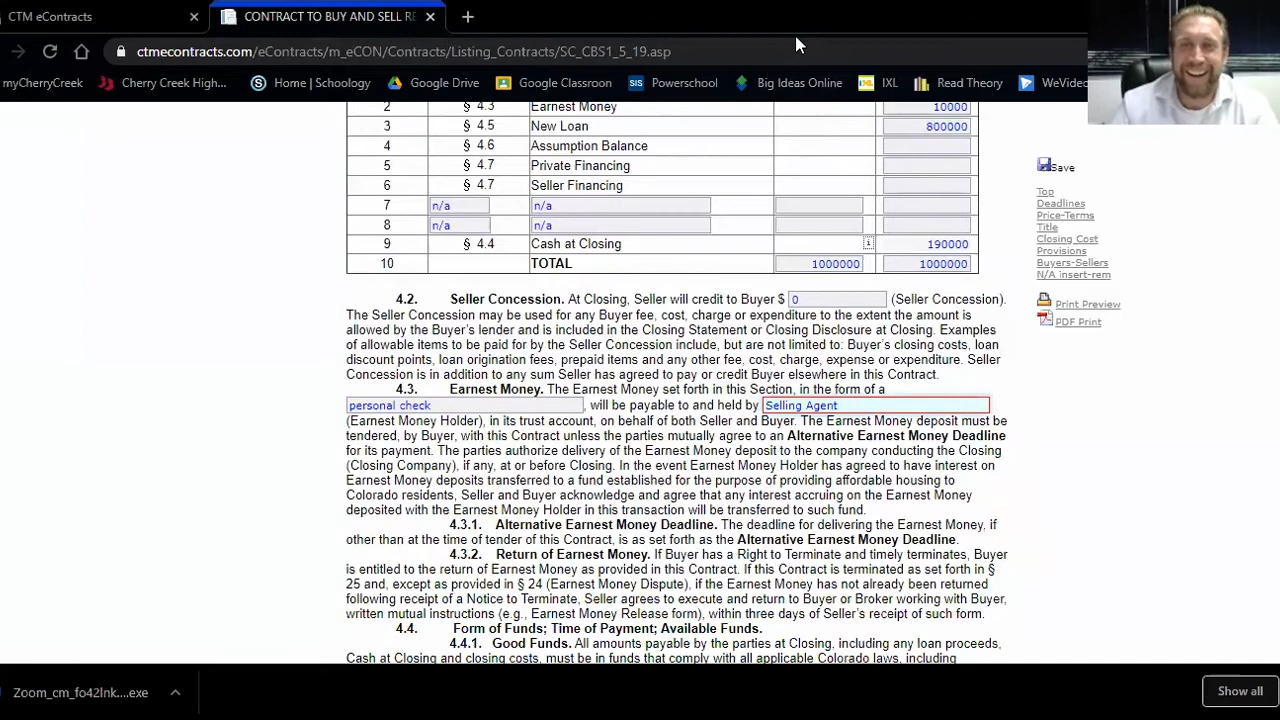 CTM eContracts
CONTRACT TO BUY AND SELL RE
ctmecontracts.com/eContracts/m_eCON/Contracts/Listing_Contracts/SC_CBS1_5_19.asp
myCherryCreek Cherry Creek High... Home | Schoology Google Dri SIS PowerSchool Big Ideas Online IXL Read Theory WeVideo
2 § 4.3 Earnest Money 10000
3 § 4.5 New Loan 800000
4 § 4.6 Assumption Balance
5 § 4.7 Private Financing
6 § 4.7 Seller Financing
7 n/a n/a
8 n/a n/a
9 § 4.4 Cash at Closing 190000
10 TOTAL 1000000 1000000
4.2. Seller Concession. At Closing, Seller will credit to Buyer $ 0 (Seller Concession).
The Seller Concession may be used for any Buyer fee, cost, charge or expenditure to the extent the amount is
allowed by the Buyer's lender and is included in the Closing Statement or Closing Disclosure at Closing. Examples
of allowable items to be paid for by the Seller Concession include, but are not limited to: Buyer's closing costs, loan
discount points, loan origination fees, prepaid items and any other fee, cost, charge, expense or expenditure. Seller
Concession is in addition to any sum Seller has agreed to pay or credit Buyer elsewhere in this Contract.
4.3. Earnest Money. The Earnest Money set forth in this Section, in the form of a
personal check , will be payable to and held by Selling Agent
(Earnest Money Holder), in its trust account, on behalf of both Seller and Buyer. The Earnest Money deposit must be
tendered, by Buyer, with this Contract unless the parties mutually agree to an Alternative Earnest Money Deadline
for its payment. The parties authorize delivery of the Earnest Money deposit to the company conducting the Closing
(Closing Company), if any, at or before Closing. In the event Earnest Money Holder has agreed to have interest on
Earnest Money deposits transferred to a fund established for the purpose of providing affordable housing to
Colorado residents, Seller and Buyer acknowledge and agree that any interest accruing on the Earnest Money
deposited with the Earnest Money Holder in this transaction will be transferred to such fund.
4.3.1. Alternative Earnest Money Deadline. The deadline for delivering the Earnest Money, if
other than at the time of tender of this Contract, is as set forth as the Alternative Earnest Money Deadline.
4.3.2. Return of Earnest Money. If Buyer has a Right to Terminate and timely terminates, Buyer
is entitled to the return of Earnest Money as provided in this Contract. If this Contract is terminated as set forth in §
25 and, except as provided in § 24 (Earnest Money Dispute), if the Earnest Money has not already been returned
following receipt of a Notice to Terminate, Seller agrees to execute and return to Buyer or Broker working with Buyer,
written mutual instructions (e.g., Earnest Money Release form), within three days of Seller's receipt of such form.
4.4. Form of Funds; Time of Payment; Available Funds.
4.4.1. Good Funds. All amounts payable by the parties at Closing, including any loan proceeds,
Cash at Closing and closing costs, must be in funds that comply with all applicable Colorado laws, including
Save
Top
Deadlines
Price-Terms
Title
Closing Cost
Provisions
Buyers-Sellers
N/A insert-rem
Print Preview
PDF Print
Zoom_cm_fo42lnk....exe
Show all